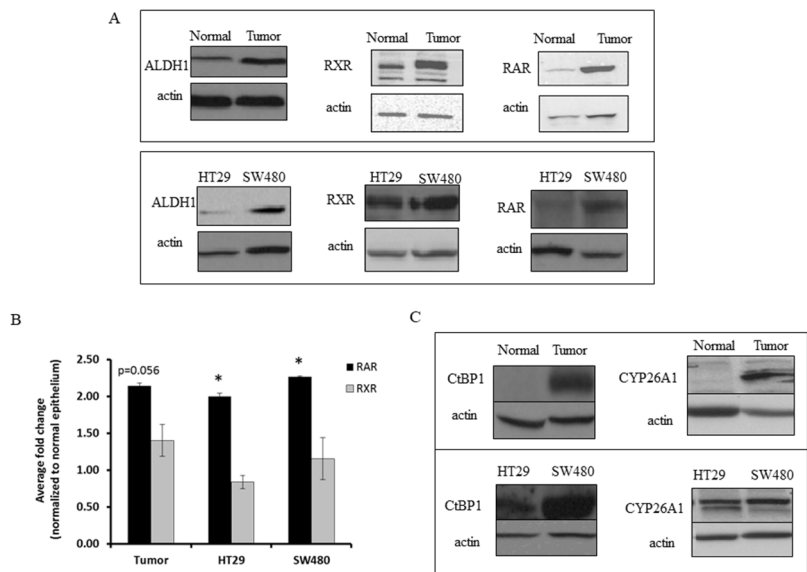 A
Normal Tumor
ALDH1
actin
Normal Tumor
RXR
actin
Normal Tumor
RAR
actin
HT29 SW480
ALDH1
actin
HT29 SW480
RXR
actin
HT29 SW480
RAR
actin
B
Average fold change
(normalized to normal epithelium)
2.50
2.00
1.50
1.00
0.50
0.00
p=0.056
*
*
RAR
RXR
Tumor HT29 SW480
C
Normal Tumor
CtBP1
actin
Normal Tumor
CYP26A1
actin
HT29 SW480
CtBP1
actin
HT29 SW480
CYP26A1
actin